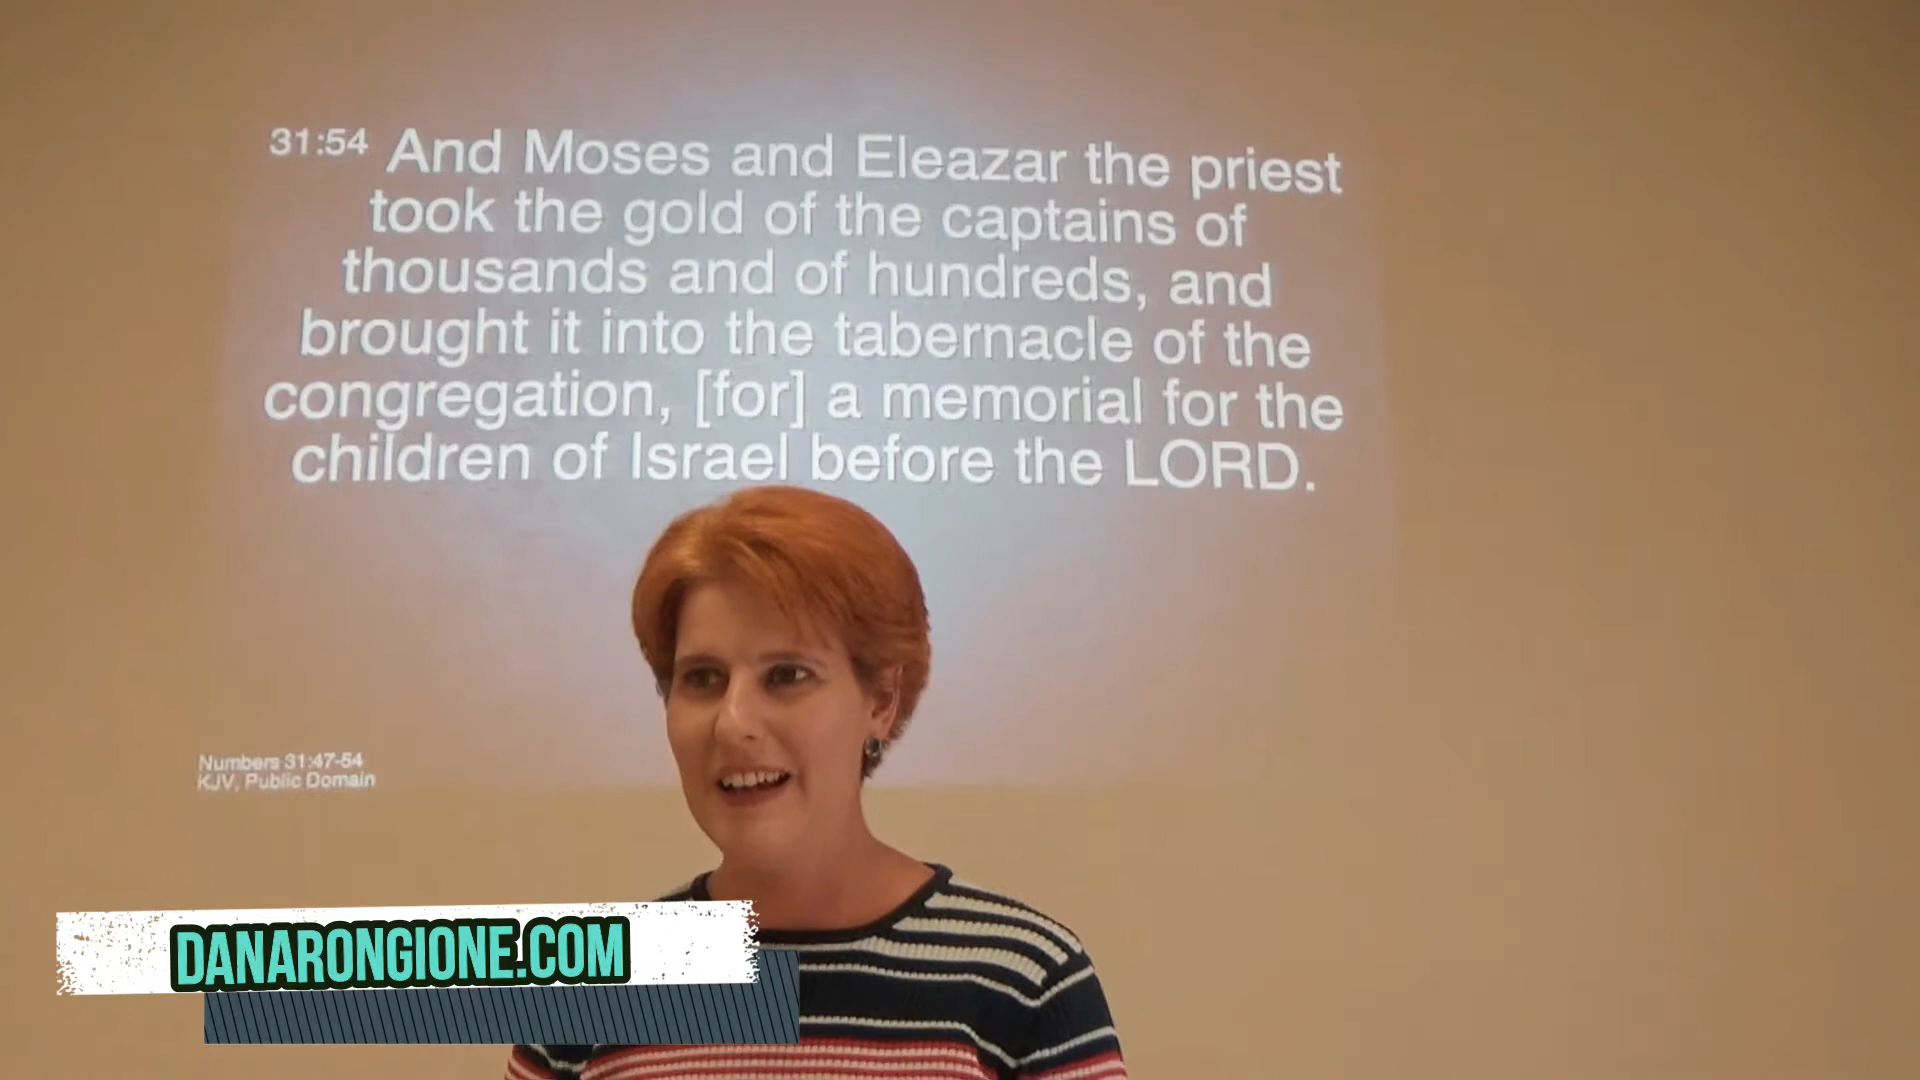 31:54 And Moses and Eleazar the priest
took the gold of the captains of
thousands and of hundreds, and
brought it into the tabernacle of the
congregation, [for] a memorial for the
children of Israel before the LORD.
Numbers 31:47-54
KJV, Public Domain
DANARONGIONE.COM